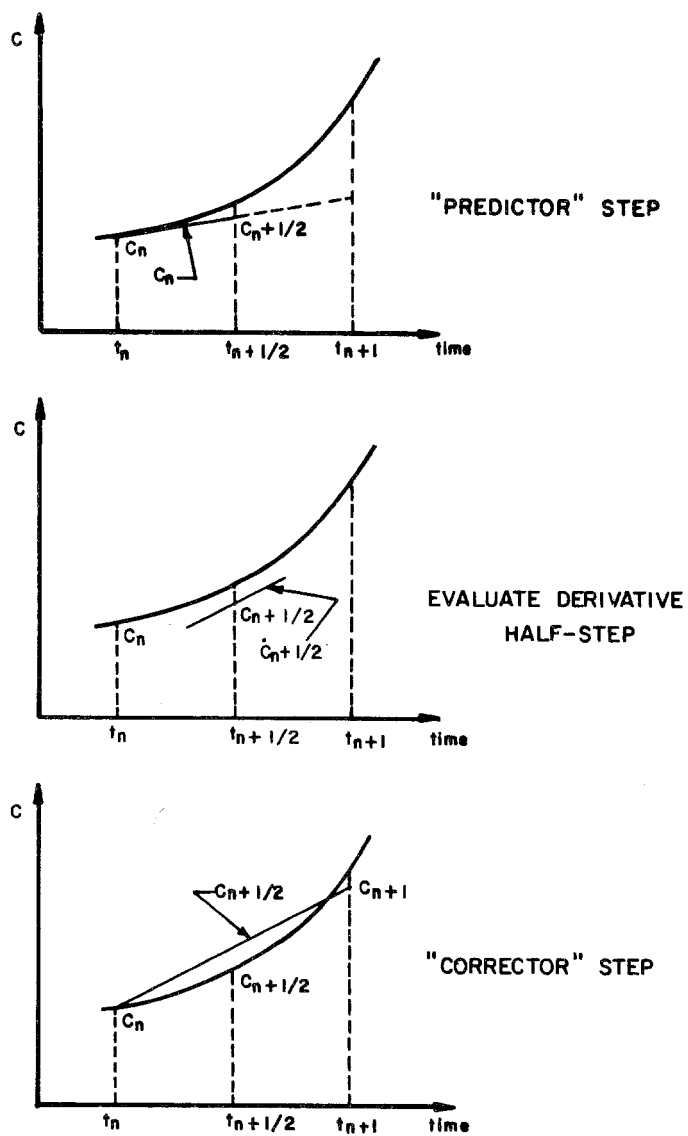 C
"PREDICTOR" STEP
Cn
Cn+1/2
Cn
tn
tn+1/2
tn+1
time
C
EVALUATE DERIVATIVE
HALF-STEP
Cn
Cn+1/2
Ċn+1/2
tn
tn+1/2
tn+1
time
C
Cn+1/2
Cn+1
"CORRECTOR" STEP
Cn+1/2
Cn
tn
tn+1/2
tn+1
time